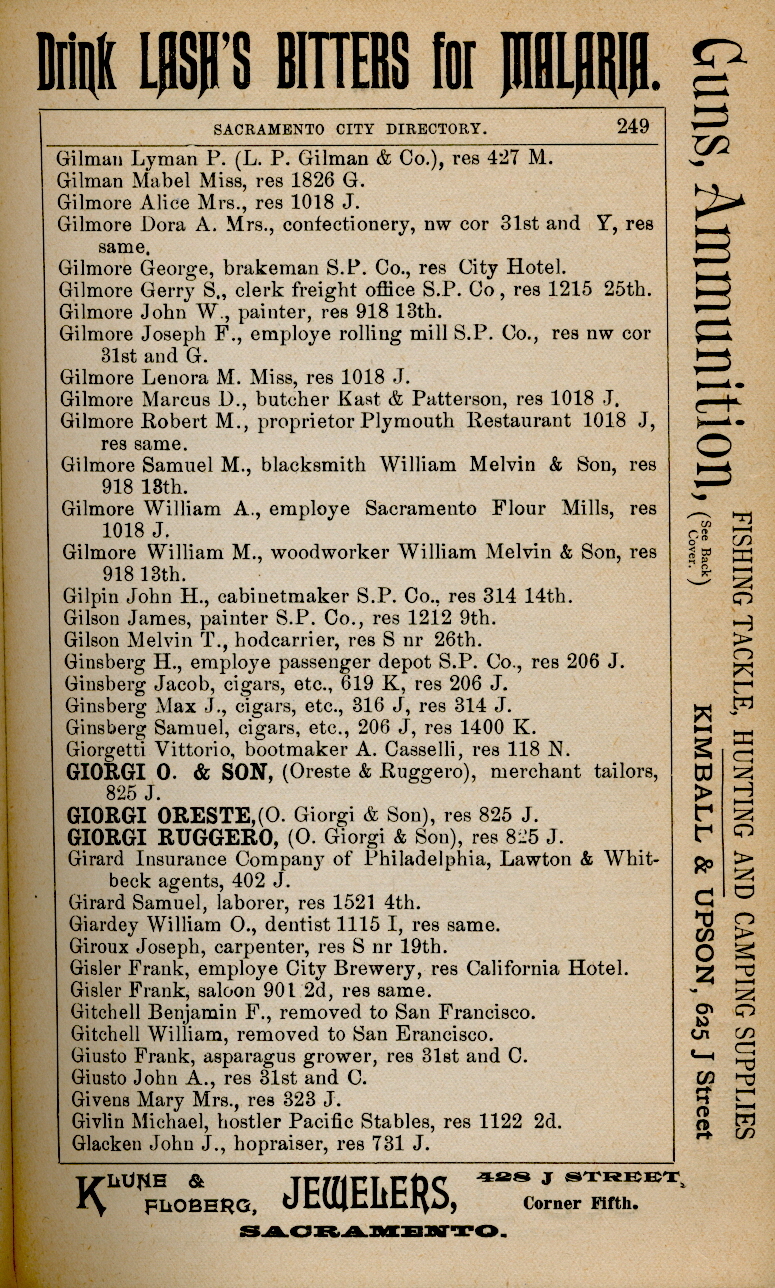 Drink LASH'S BITTERS for MALARIA.
SACRAMENTO CITY DIRECTORY. 249
Gilman Lyman P. (L. P. Gilman & Co.), res 427 M.
Gilman Mabel Miss, res 1826 G.
Gilmore Alice Mrs., res 1018 J.
Gilmore Dora A. Mrs., confectionery, nw cor 31st and Y, res
same.
Gilmore George, brakeman S.P. Co., res City Hotel.
Gilmore Gerry S., clerk freight office S.P. Co , res 1215 25th.
Gilmore John W., painter, res 918 13th.
Gilmore Joseph F., employe rolling mill S.P. Co., res nw cor
31st and G.
Gilmore Lenora M. Miss, res 1018 J.
Gilmore Marcus D., butcher Kast & Patterson, res 1018 J.
Gilmore Robert M., proprietor Plymouth Restaurant 1018 J,
res same.
Gilmore Samuel M., blacksmith William Melvin & Son, res
918 13th.
Gilmore William A., employe Sacramento Flour Mills, res
1018 J.
Gilmore William M., woodworker William Melvin & Son, res
918 13th.
Gilpin John H., cabinetmaker S.P. Co., res 314 14th.
Gilson James, painter S.P. Co., res 1212 9th.
Gilson Melvin T., hodcarrier, res S nr 26th.
Ginsberg H., employe passenger depot S.P. Co., res 206 J.
Ginsberg Jacob, cigars, etc., 619 K, res 206 J.
Ginsberg Max J., cigars, etc., 316 J, res 314 J.
Ginsberg Samuel, cigars, etc., 206 J, res 1400 K.
Giorgetti Vittorio, bootmaker A. Casselli, res 118 N.
GIORGI O. & SON, (Oreste & Ruggero), merchant tailors,
825 J.
GIORGI ORESTE,(O. Giorgi & Son), res 825 J.
GIORGI RUGGERO, (O. Giorgi & Son), res 825 J.
Girard Insurance Company of Philadelphia, Lawton & Whit-
beck agents, 402 J.
Girard Samuel, laborer, res 1521 4th.
Giardey William O., dentist 1115 I, res same.
Giroux Joseph, carpenter, res S nr 19th.
Gisler Frank, employe City Brewery, res California Hotel.
Gisler Frank, saloon 901 2d, res same.
Gitchell Benjamin F., removed to San Francisco.
Gitchell William, removed to San Erancisco.
Giusto Frank, asparagus grower, res 31st and C.
Giusto John A., res 31st and C.
Givens Mary Mrs., res 323 J.
Givlin Michael, hostler Pacific Stables, res 1122 2d.
Glacken John J., hopraiser, res 731 J.
KLUNE & FLOBERG, JEWELERS, 428 J STREET,
Corner Fifth.
SACRAMENTO.
Guns, Ammunition, (See Back Cover.)
FISHING TACKLE, HUNTING AND CAMPING SUPPLIES
KIMBALL & UPSON, 625 J Street